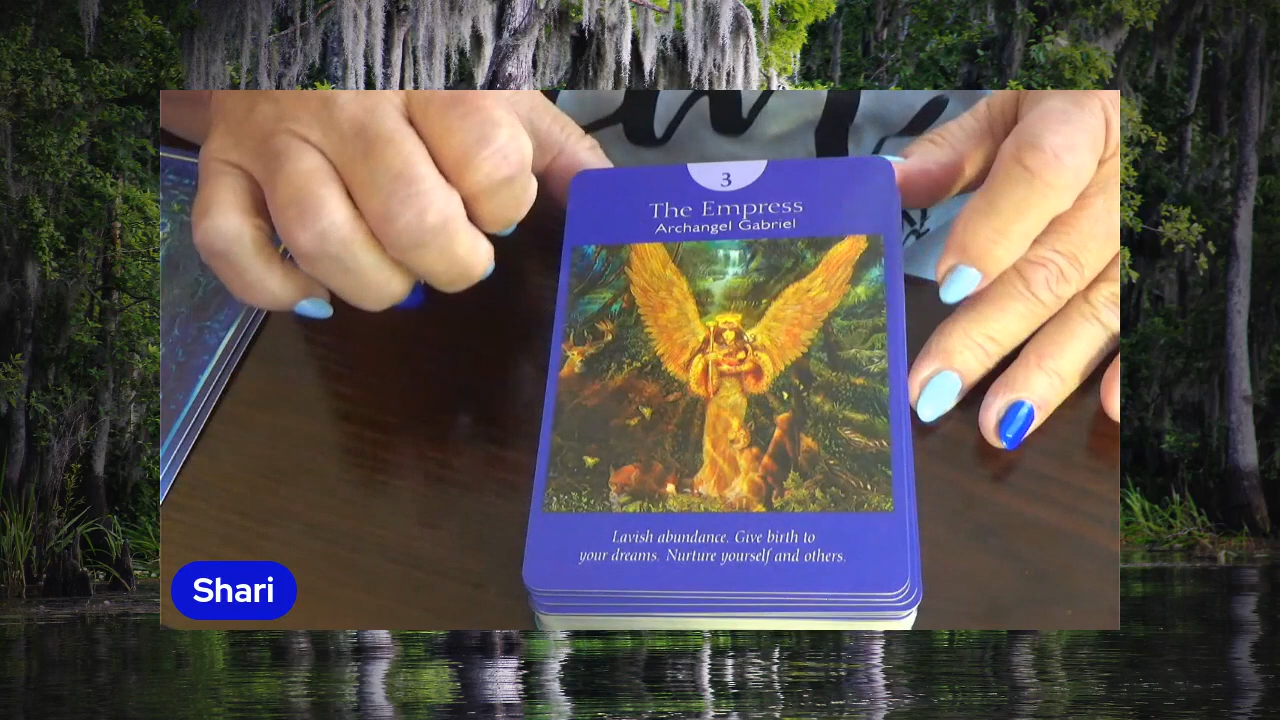 3
The Empress
Archangel Gabriel
Lavish abundance. Give birth to
your dreams. Nurture yourself and others.
Shari